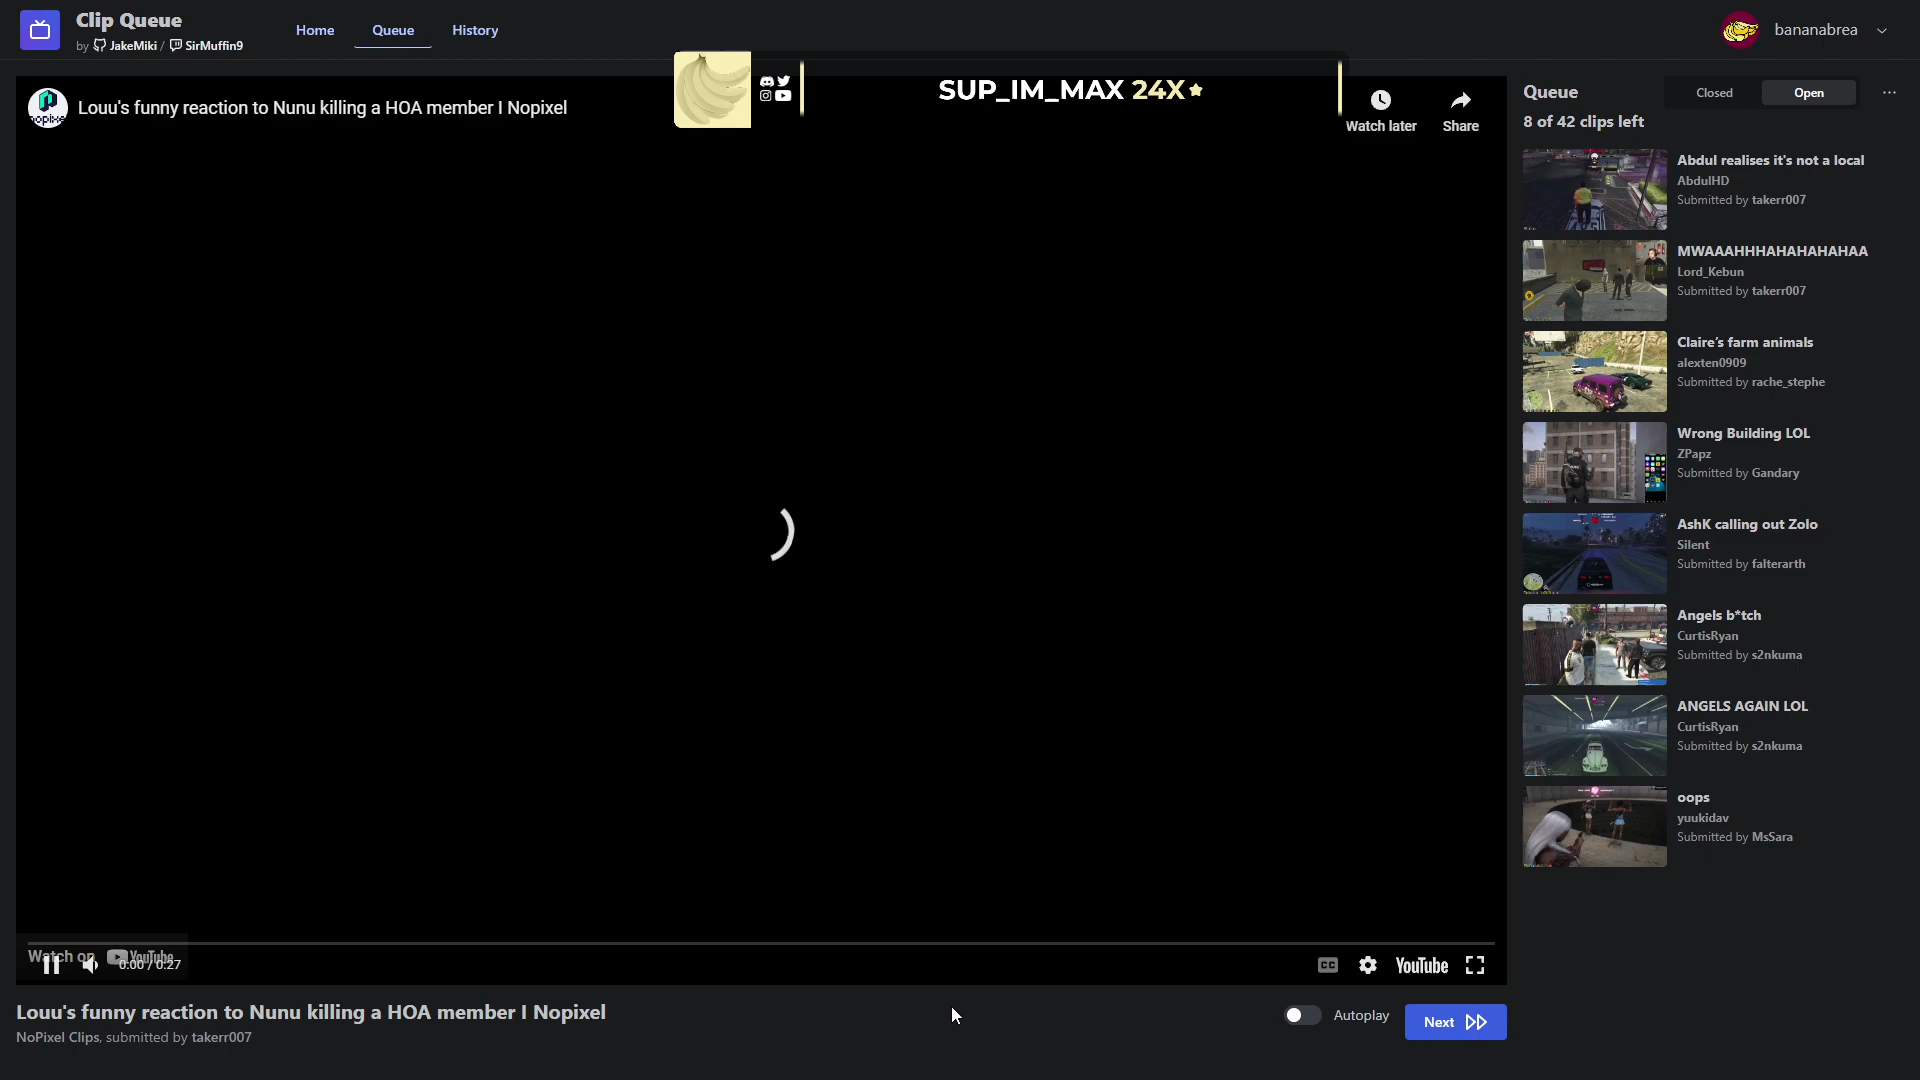 Clip Queue
by JakeMiki / SirMuffin9
Home
Queue
History
bananabrea
Louu's funny reaction to Nunu killing a HOA member I Nopixel
SUP_IM_MAX 24X
Watch later
Share
Watch on YouTube
0:00 / 0:27
CC
YouTube
Louu's funny reaction to Nunu killing a HOA member I Nopixel
NoPixel Clips, submitted by takerr007
Autoplay
Next
Queue
Closed
Open
8 of 42 clips left
Abdul realises it's not a local
AbdulHD
Submitted by takerr007
MWAAAHHHAHAHAHAHAA
Lord_Kebun
Submitted by takerr007
Claire's farm animals
alexten0909
Submitted by rache_stephe
Wrong Building LOL
ZPapz
Submitted by Gandary
AshK calling out Zolo
Silent
Submitted by falterarth
Angels b*tch
CurtisRyan
Submitted by s2nkuma
ANGELS AGAIN LOL
CurtisRyan
Submitted by s2nkuma
oops
yuukidav
Submitted by MsSara